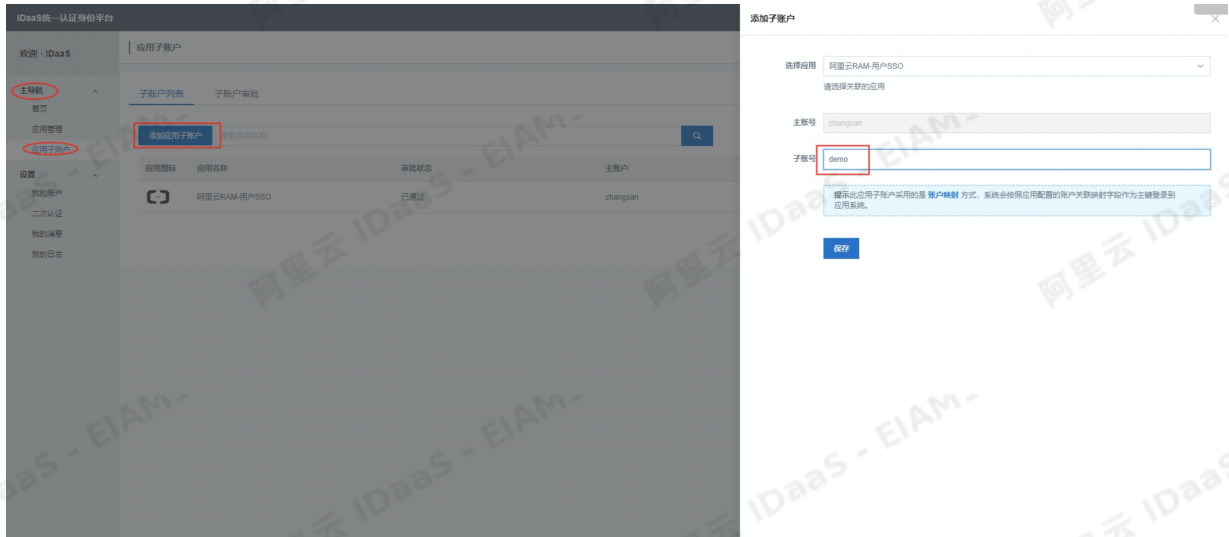 IDaaS统一认证身份平台
添加子账户
欢迎 · IDaaS
应用子账户
主导航
首页
应用管理
应用子账户
设置
我的账户
二次认证
我的消息
我的日志
子账户列表
子账户审批
添加应用子账户
应用图标
应用名称
审批状态
主账户
阿里云RAM-用户SSO
已通过
zhangsan
选择应用
阿里云RAM-用户SSO
请选择关联的应用
主账号
zhangsan
子账号
demo
提示此应用子账户采用的是 账户映射 方式、系统会按照应用配置的账户关联映射字段作为主键登录到
应用系统。
保存
阿里云 IDaaS - EIAM-